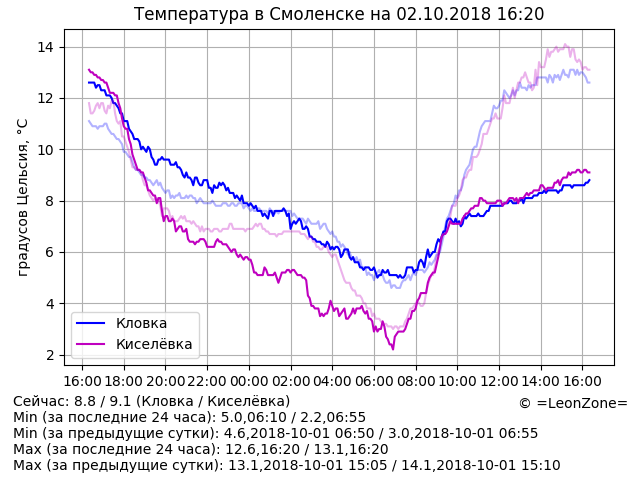 Температура в Смоленске на 02.10.2018 16:20
градусов Цельсия, °C
14
12
10
8
6
4
2
Кловка
Киселёвка
16:00 18:00 20:00 22:00 00:00 02:00 04:00 06:00 08:00 10:00 12:00 14:00 16:00
Сейчас: 8.8 / 9.1 (Кловка / Киселёвка)
© =LeonZone=
Min (за последние 24 часа): 5.0,06:10 / 2.2,06:55
Min (за предыдущие сутки): 4.6,2018-10-01 06:50 / 3.0,2018-10-01 06:55
Max (за последние 24 часа): 12.6,16:20 / 13.1,16:20
Max (за предыдущие сутки): 13.1,2018-10-01 15:05 / 14.1,2018-10-01 15:10